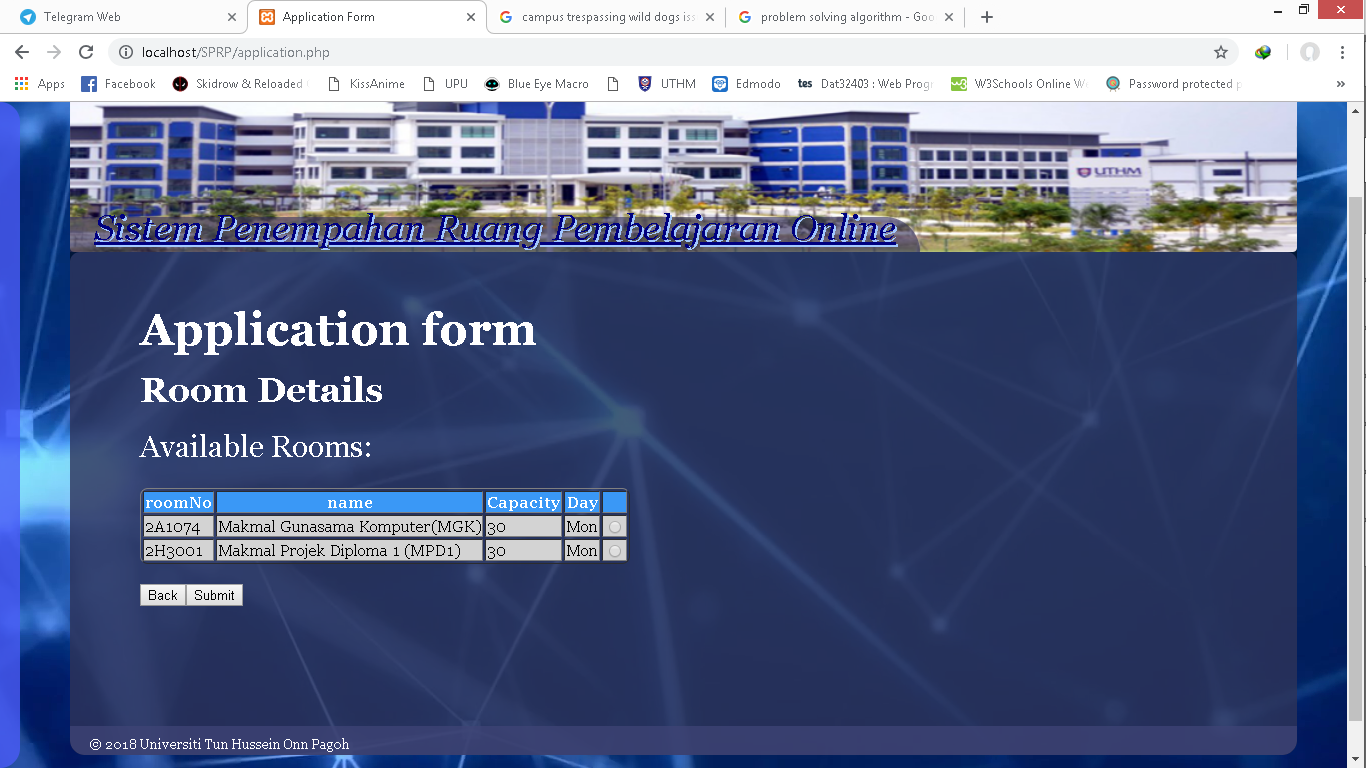 Telegram Web
Application Form
campus trespassing wild dogs iss
problem solving algorithm - Goo
localhost/SPRP/application.php
Apps Facebook Skidrow & Reloaded KissAnime UPU Blue Eye Macro UTHM Edmodo tes Dat32403 : Web Progr W3Schools Online We Password protected p
UTHM
Sistem Penempahan Ruang Pembelajaran Online
Application form
Room Details
Available Rooms:
roomNo name Capacity Day
2A1074 Makmal Gunasama Komputer(MGK) 30 Mon
2H3001 Makmal Projek Diploma 1 (MPD1) 30 Mon
Back Submit
© 2018 Universiti Tun Hussein Onn Pagoh